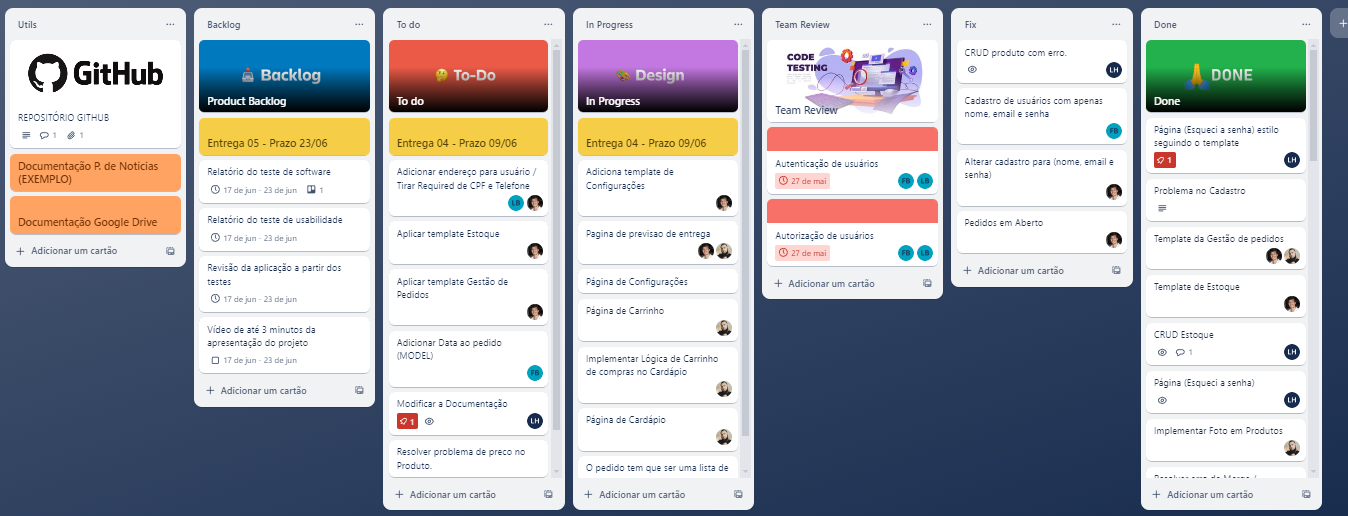 Utils
GitHub
REPOSITÓRIO GITHUB
1
1
Documentação P. de Noticias
(EXEMPLO)
Documentação Google Drive
Adicionar um cartão
Backlog
Backlog
Product Backlog
Entrega 05 - Prazo 23/06
Relatório do teste de software
17 de jun - 23 de jun
1
Relatório do teste de usabilidade
17 de jun - 23 de jun
Revisão da aplicação a partir dos
testes
17 de jun - 23 de jun
Vídeo de até 3 minutos da
apresentação do projeto
17 de jun - 23 de jun
Adicionar um cartão
To do
To-Do
To do
Entrega 04 - Prazo 09/06
Adicionar endereço para usuário /
Tirar Required de CPF e Telefone
LB
Aplicar template Estoque
Aplicar template Gestão de
Pedidos
Adicionar Data ao pedido
(MODEL)
FB
Modificar a Documentação
1
LH
Resolver problema de preco no
Produto.
Adicionar um cartão
In Progress
Design
In Progress
Entrega 04 - Prazo 09/06
Adiciona template de
Configurações
Pagina de previsao de entrega
Página de Configurações
Página de Carrinho
Implementar Lógica de Carrinho
de compras no Cardápio
Página de Cardápio
O pedido tem que ser uma lista de
Adicionar um cartão
Team Review
CODE
TESTING
Team Review
Autenticação de usuários
27 de mai
FB LB
Autorização de usuários
27 de mai
FB LB
Adicionar um cartão
Fix
CRUD produto com erro.
LH
Cadastro de usuários com apenas
nome, email e senha
FB
Alterar cadastro para (nome, email e
senha)
Pedidos em Aberto
Adicionar um cartão
Done
DONE
Done
Página (Esqueci a senha) estilo
seguindo o template
1
LH
Problema no Cadastro
Template da Gestão de pedidos
Template de Estoque
CRUD Estoque
1
LH
Página (Esqueci a senha)
LH
Implementar Foto em Produtos
Adicionar um cartão